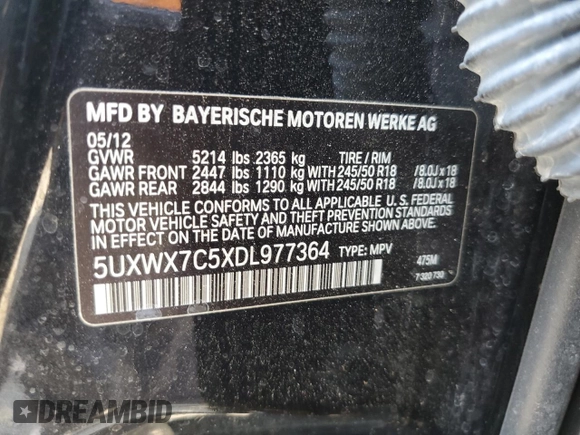 MFD BY BAYERISCHE MOTOREN WERKE AG
05/12
GVWR 5214 lbs 2365 kg TIRE / RIM
GAWR FRONT 2447 lbs 1110 kg WITH 245/50 R18 /8.0J x 18
GAWR REAR 2844 lbs 1290 kg WITH 245/50 R18 /8.0J x 18
THIS VEHICLE CONFORMS TO ALL APPLICABLE U. S. FEDERAL
MOTOR VEHICLE SAFETY AND THEFT PREVENTION STANDARDS
IN EFFECT ON THE DATE OF MANUFACTURE SHOWN ABOVE.
5UXWX7C5XDL977364 TYPE: MPV 475M
7 320 730
DREAMBID